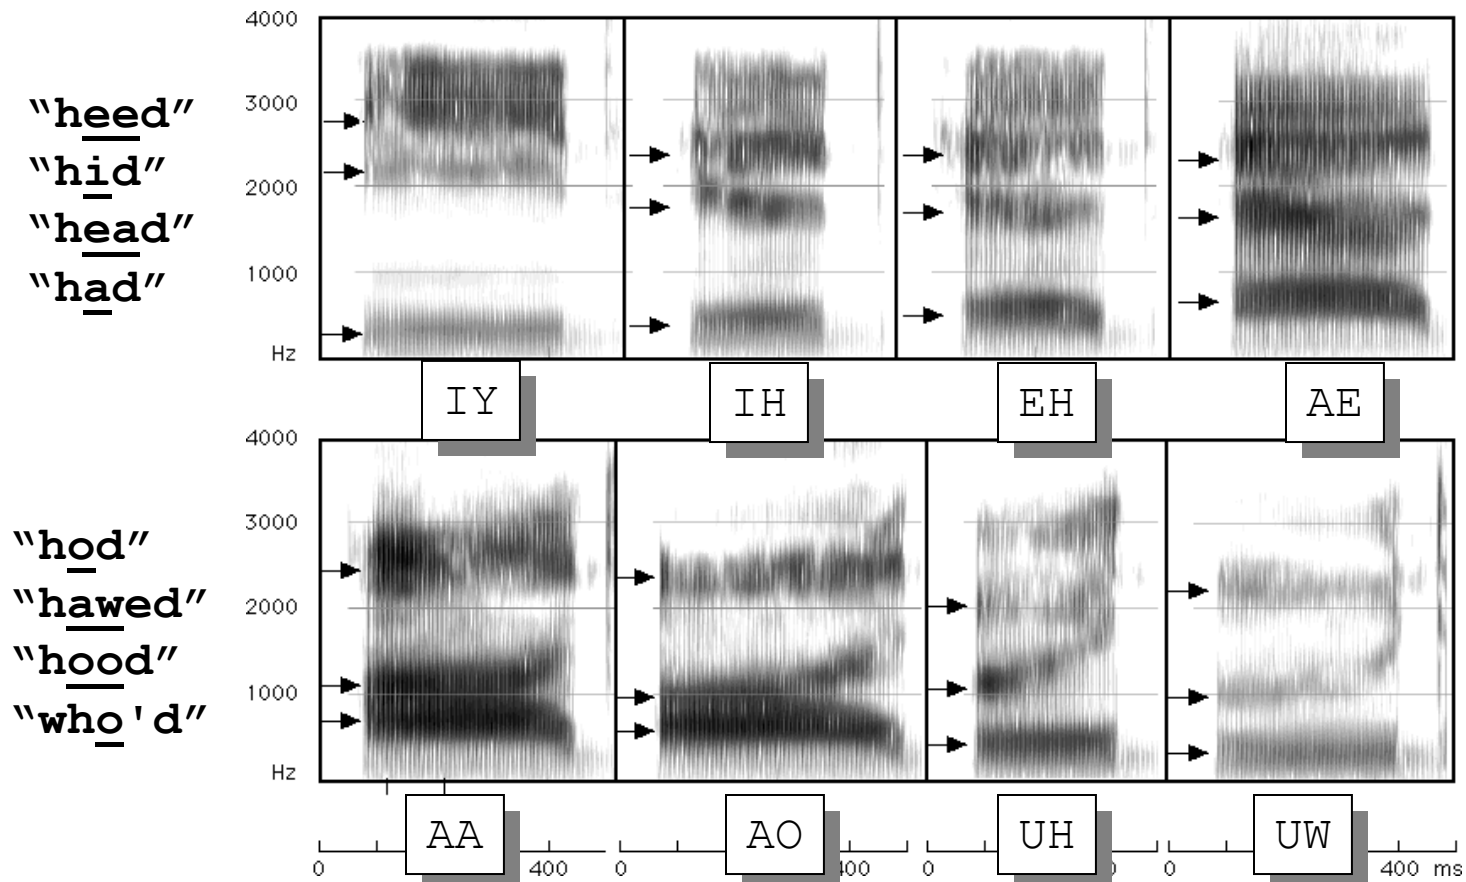 “heed”
“hid”
“head”
“had”
4000
3000
2000
1000
Hz
IY
IH
EH
AE
“hod”
“hawed”
“hood”
“who'd”
4000
3000
2000
1000
Hz
AA
AO
UH
UW
0 400 0 0 0 400 ms